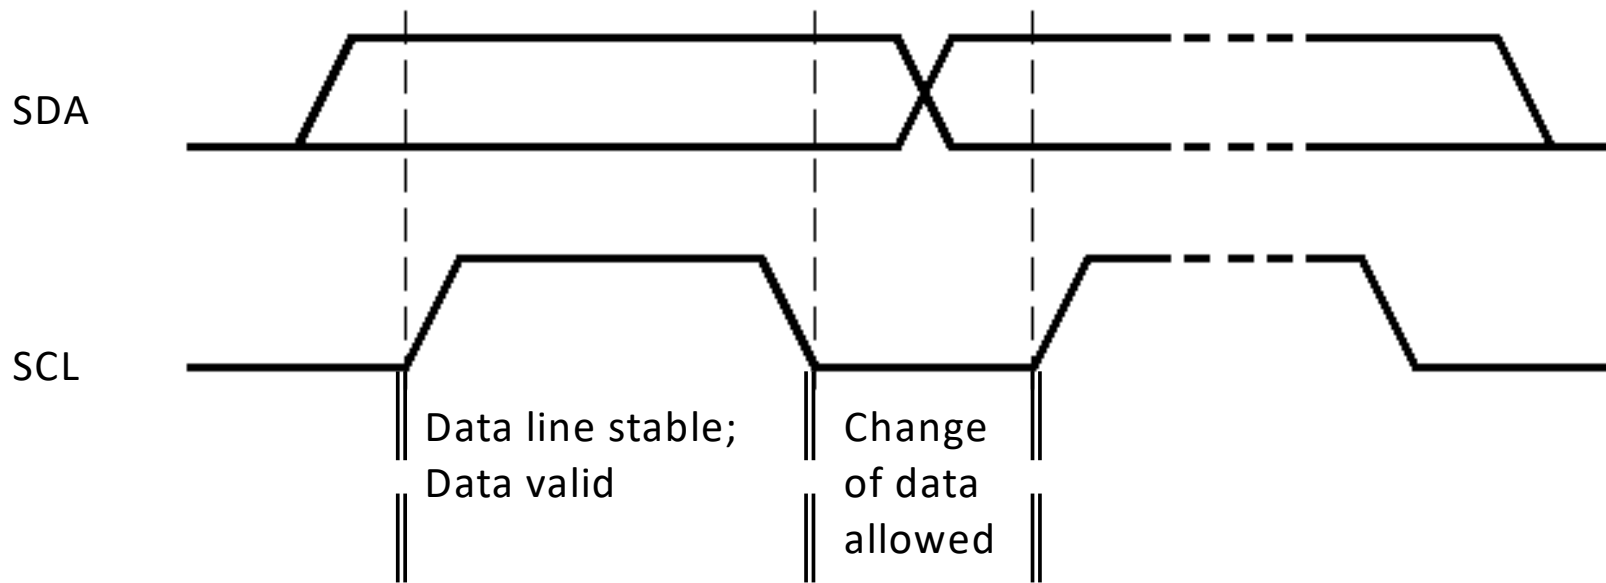 SDA
SCL
Data line stable;
Data valid
Change
of data
allowed